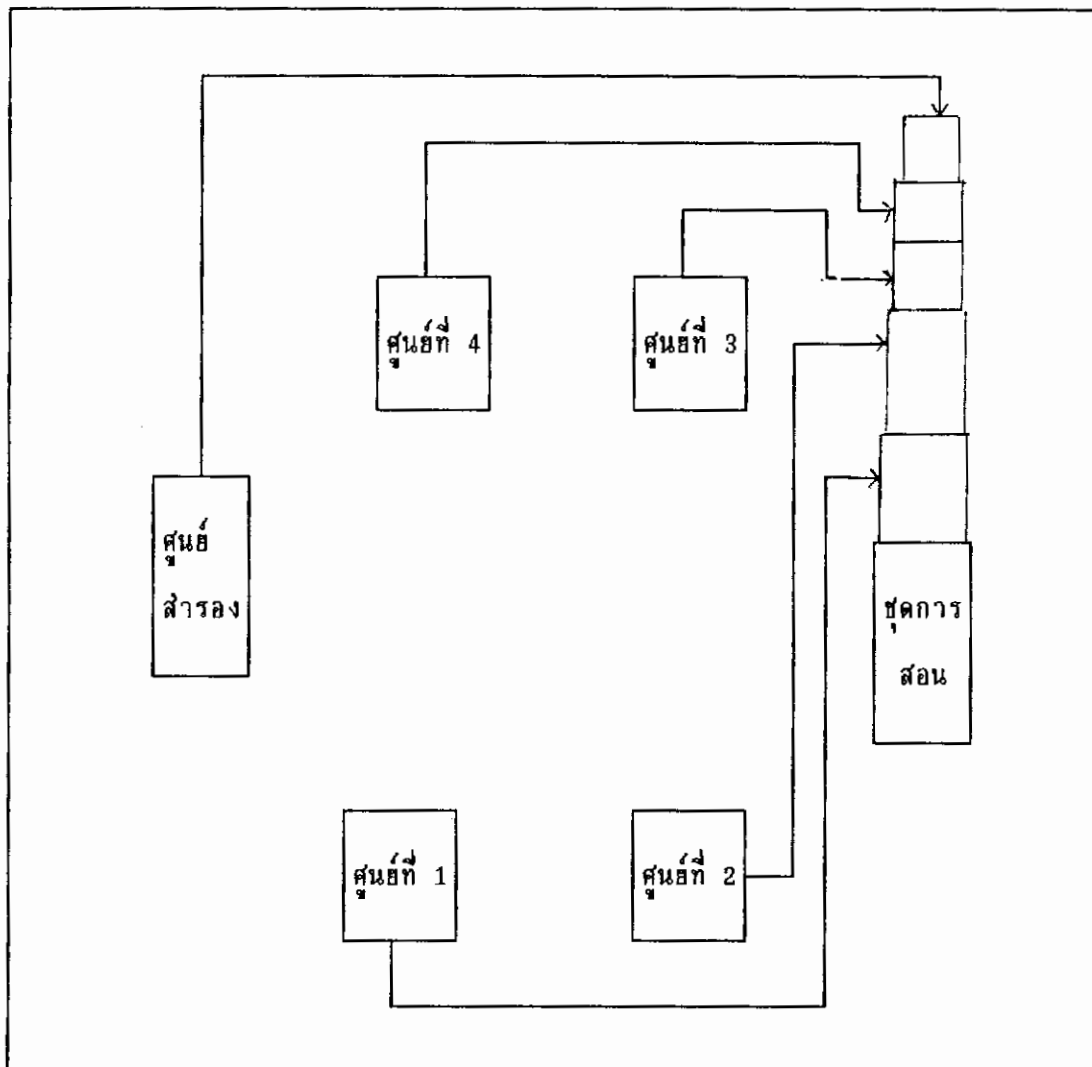 ศูนย์ที่ 4
ศูนย์ที่ 3
ศูนย์
สำรอง
ชุดการ
สอน
ศูนย์ที่ 1
ศูนย์ที่ 2